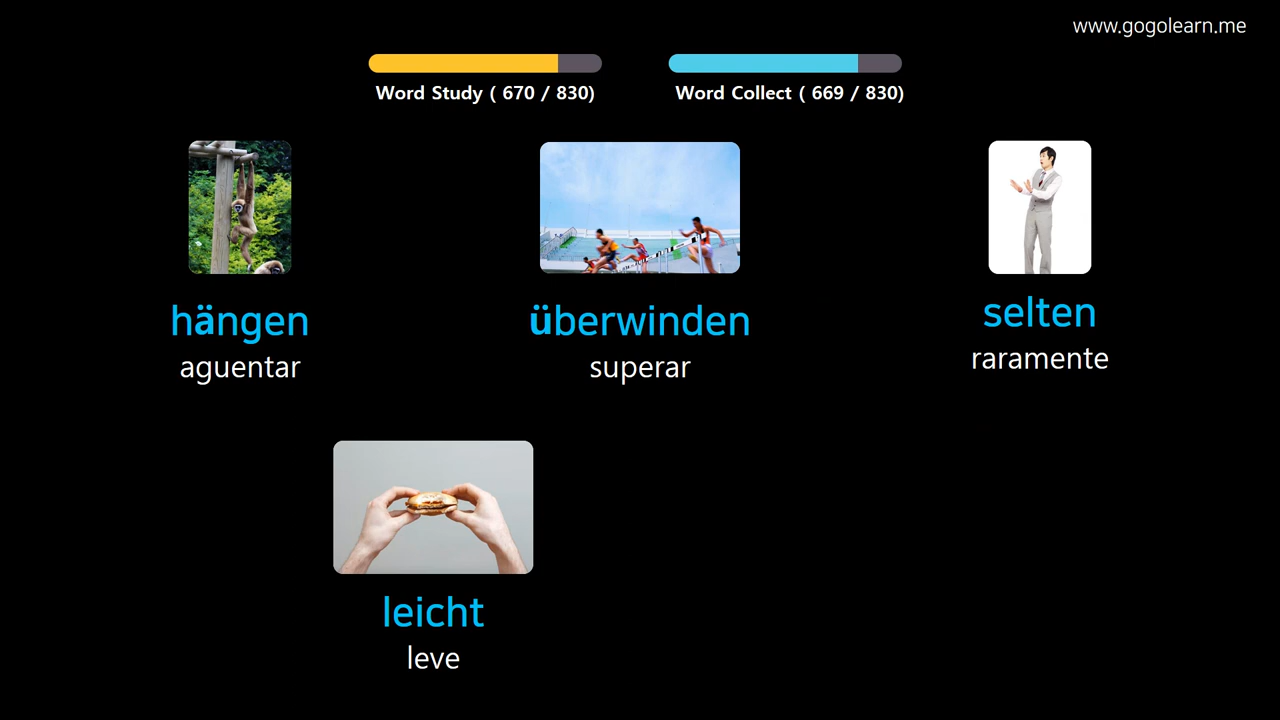 www.gogolearn.me
Word Study ( 670 / 830)
Word Collect ( 669 / 830)
hängen
aguentar
überwinden
superar
selten
raramente
leicht
leve